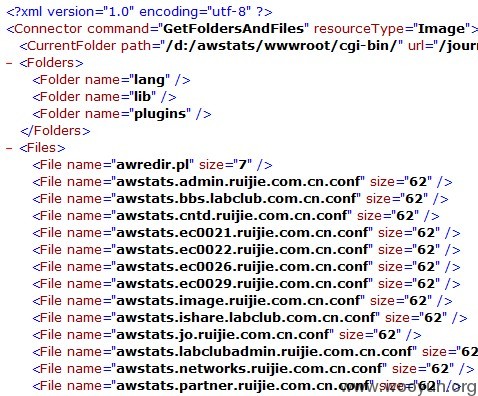 <?xml version="1.0" encoding="utf-8" ?>
<Connector command="GetFoldersAndFiles" resourceType="Image">
<CurrentFolder path="/d:/awstats/wwwroot/cgi-bin/" url="/jour
− <Folders>
<Folder name="lang" />
<Folder name="lib" />
<Folder name="plugins" />
</Folders>
− <Files>
<File name="awredir.pl" size="7" />
<File name="awstats.admin.ruijie.com.cn.conf" size="62" />
<File name="awstats.bbs.labclub.com.cn.conf" size="62" />
<File name="awstats.cntd.ruijie.com.cn.conf" size="62" />
<File name="awstats.ec0021.ruijie.com.cn.conf" size="62" />
<File name="awstats.ec0022.ruijie.com.cn.conf" size="62" />
<File name="awstats.ec0026.ruijie.com.cn.conf" size="62" />
<File name="awstats.ec0029.ruijie.com.cn.conf" size="62" />
<File name="awstats.image.ruijie.com.cn.conf" size="62" />
<File name="awstats.ishare.labclub.com.cn.conf" size="62" />
<File name="awstats.jo.ruijie.com.cn.conf" size="62" />
<File name="awstats.labclubadmin.ruijie.com.cn.conf" size="62
<File name="awstats.networks.ruijie.com.cn.conf" size="62" />
<File name="awstats.partner.ruijie.com.cn.conf" size="62" />
www.wooyun.org